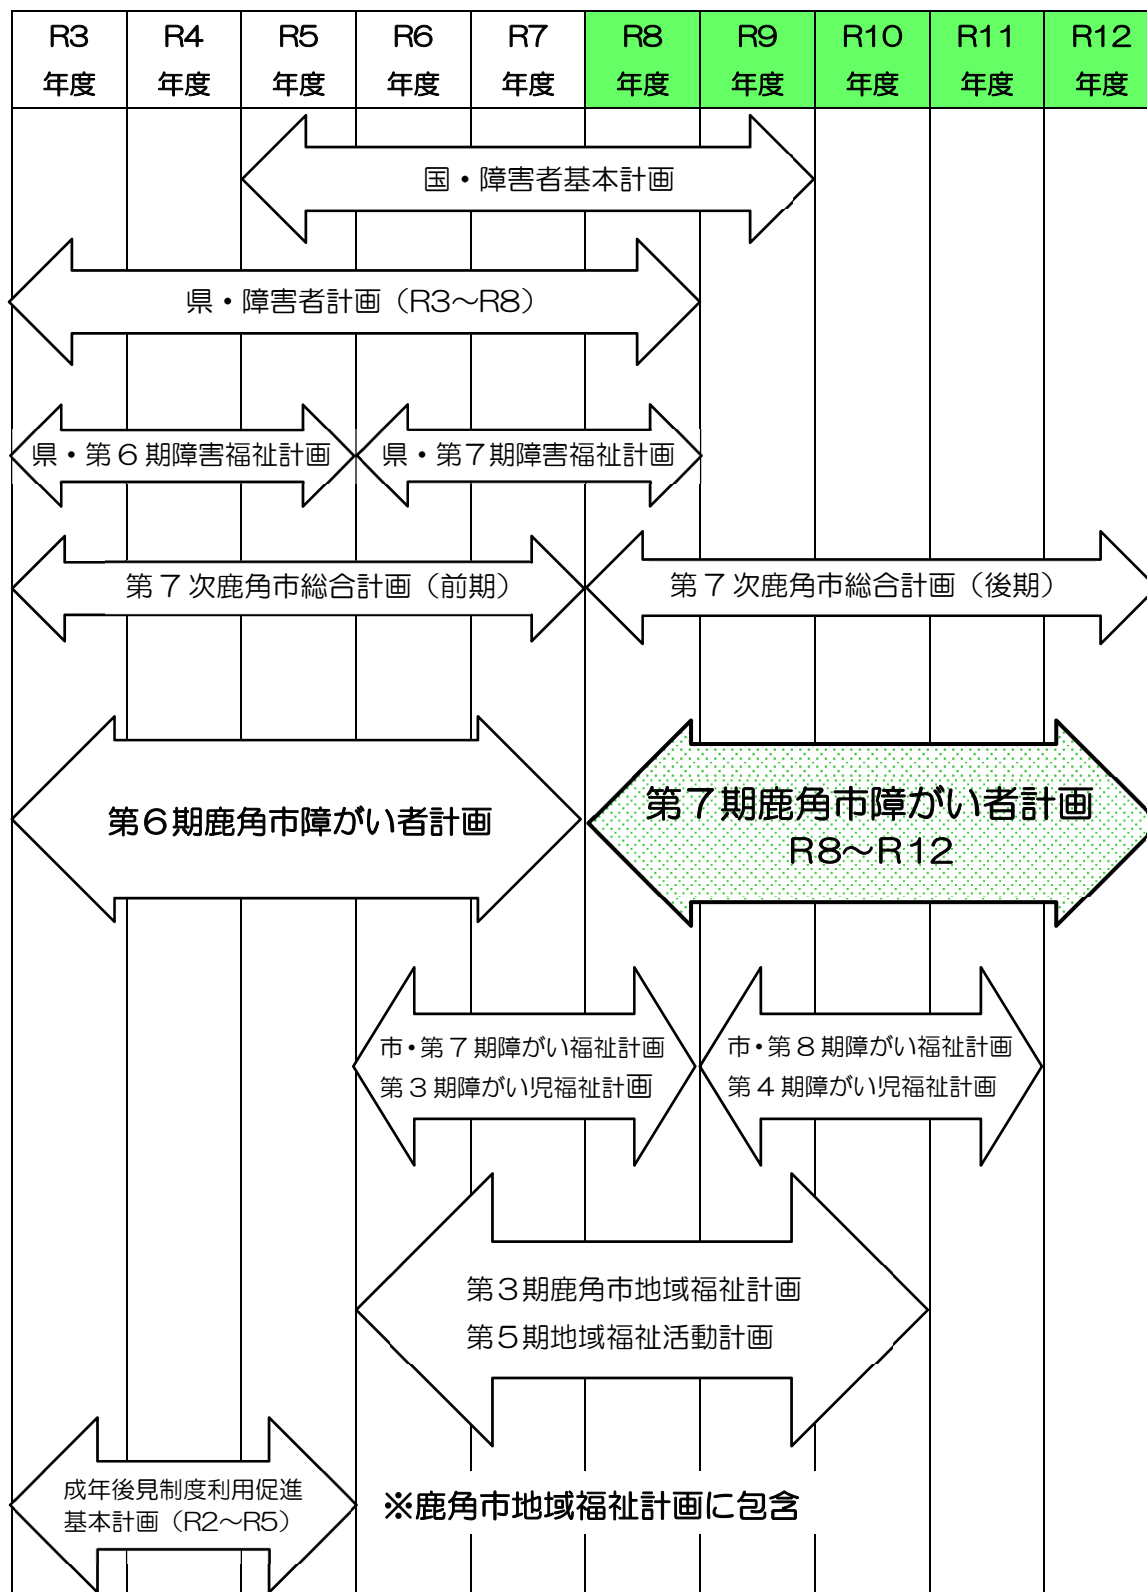 R3 R4 R5 R6 R7 R8 R9 R10 R11 R12
年度 年度 年度 年度 年度 年度 年度 年度 年度 年度
国・障害者基本計画
県・障害者計画（R3～R8）
県・第６期障害福祉計画 県・第７期障害福祉計画
第７次鹿角市総合計画（前期） 第７次鹿角市総合計画（後期）
第６期鹿角市障がい者計画
第７期鹿角市障がい者計画
R8～R12
市・第７期障がい福祉計画
第３期障がい児福祉計画
市・第８期障がい福祉計画
第４期障がい児福祉計画
第３期鹿角市地域福祉計画
第５期地域福祉活動計画
成年後見制度利用促進
基本計画（R2～R5）
※鹿角市地域福祉計画に包含